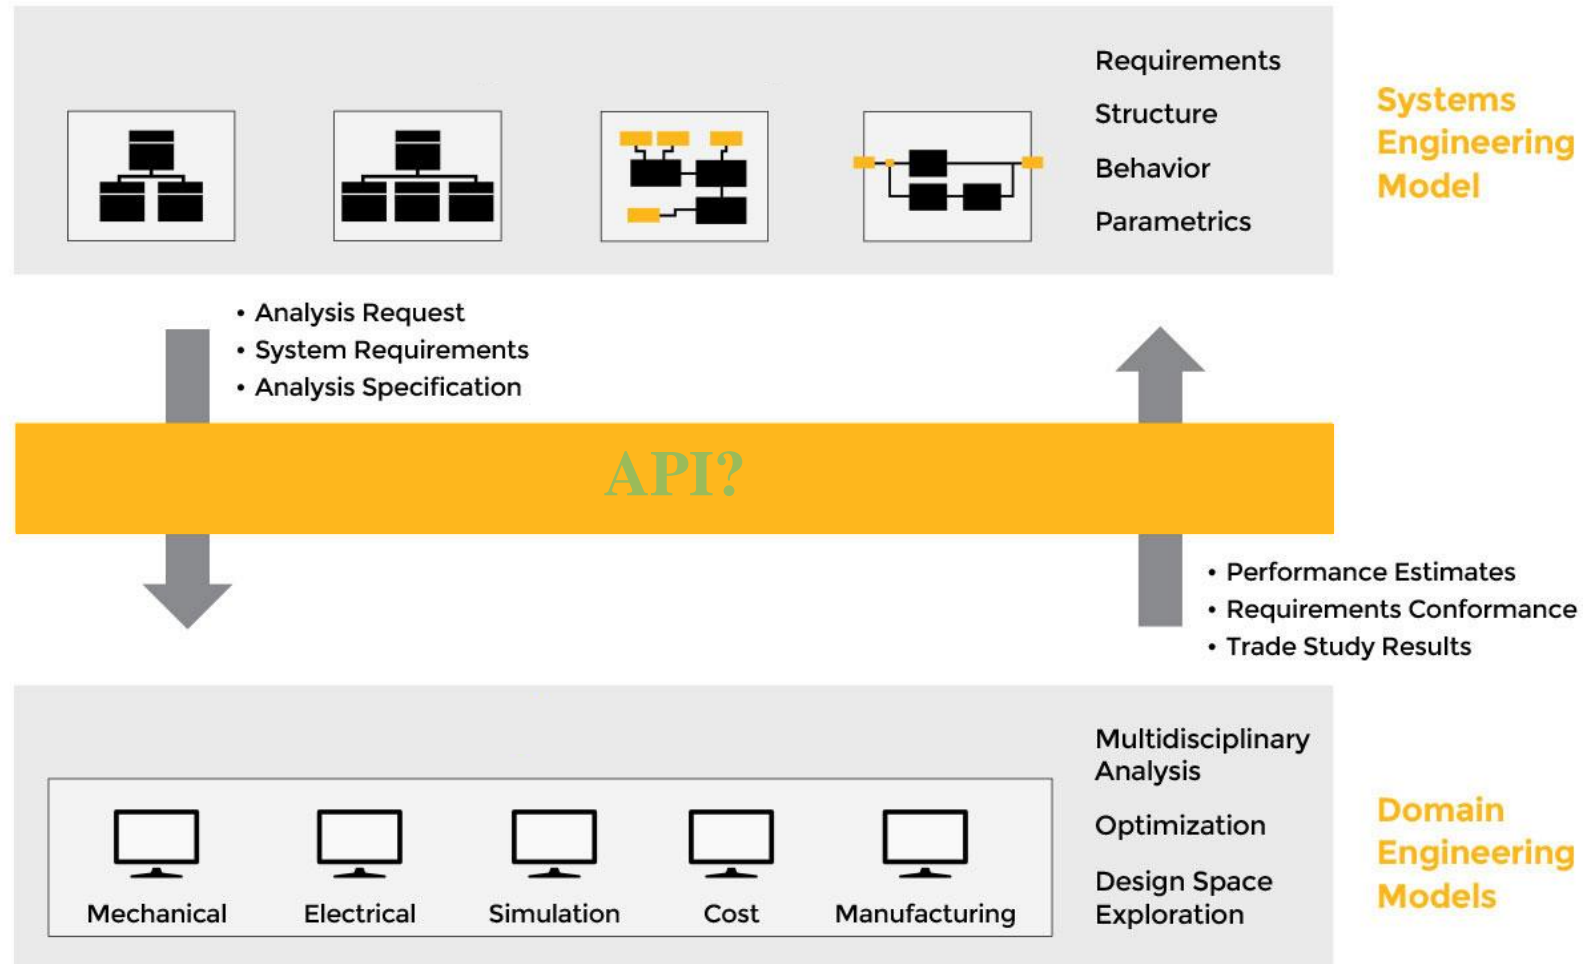 Requirements
Structure
Behavior
Parametrics
Systems
Engineering
Model
• Analysis Request
• System Requirements
• Analysis Specification
API?
• Performance Estimates
• Requirements Conformance
• Trade Study Results
Mechanical
Electrical
Simulation
Cost
Manufacturing
Multidisciplinary
Analysis
Optimization
Design Space
Exploration
Domain
Engineering
Models